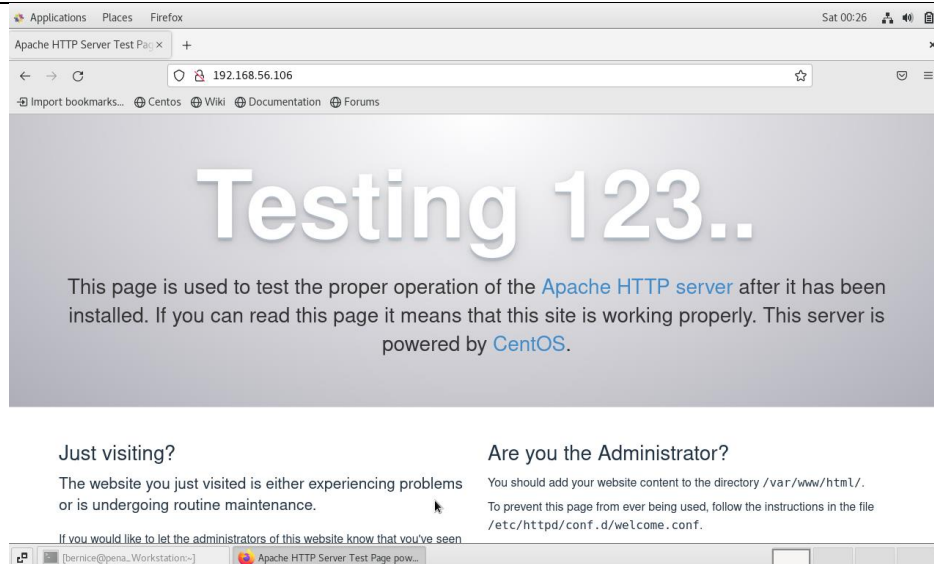 Applications Places Firefox Sat 00:26
Apache HTTP Server Test Pag
192.168.56.106
Import bookmarks... Centos Wiki Documentation Forums
Testing 123..
This page is used to test the proper operation of the Apache HTTP server after it has been
installed. If you can read this page it means that this site is working properly. This server is
powered by CentOS.
Just visiting?
The website you just visited is either experiencing problems
or is undergoing routine maintenance.
If you would like to let the administrators of this website know that you've seen
Are you the Administrator?
You should add your website content to the directory /var/www/html/.
To prevent this page from ever being used, follow the instructions in the file
/etc/httpd/conf.d/welcome.conf.
[bernice@pena_Workstation:~] Apache HTTP Server Test Page pow...